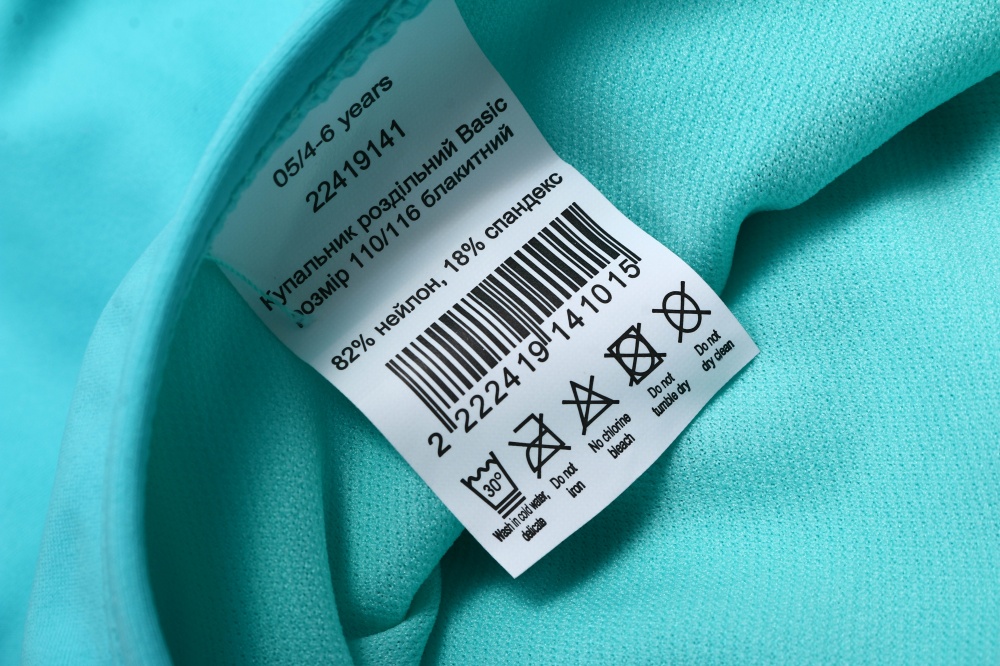 05/4-6 years
22419141
Купальник роздільний Basic
розмір 110/116 блакитний
82% нейлон, 18% спандекс
2 222419 141015
30°
Wash in cold water,
delicate
Do not
iron
No chlorine
bleach
Do not
tumble dry
Do not
dry clean